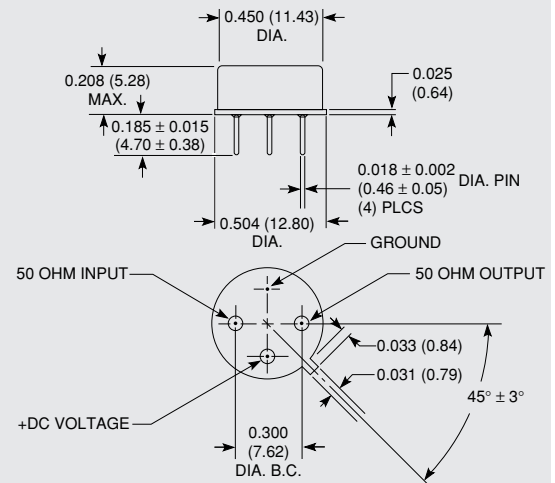 0.450 (11.43)
DIA.
0.208 (5.28)
MAX.
0.025
(0.64)
0.185 ± 0.015
(4.70 ± 0.38)
0.018 ± 0.002
(0.46 ± 0.05)
(4) PLCS
DIA. PIN
0.504 (12.80)
DIA.
GROUND
50 OHM INPUT
50 OHM OUTPUT
0.033 (0.84)
0.031 (0.79)
45° ± 3°
+DC VOLTAGE
0.300
(7.62)
DIA. B.C.